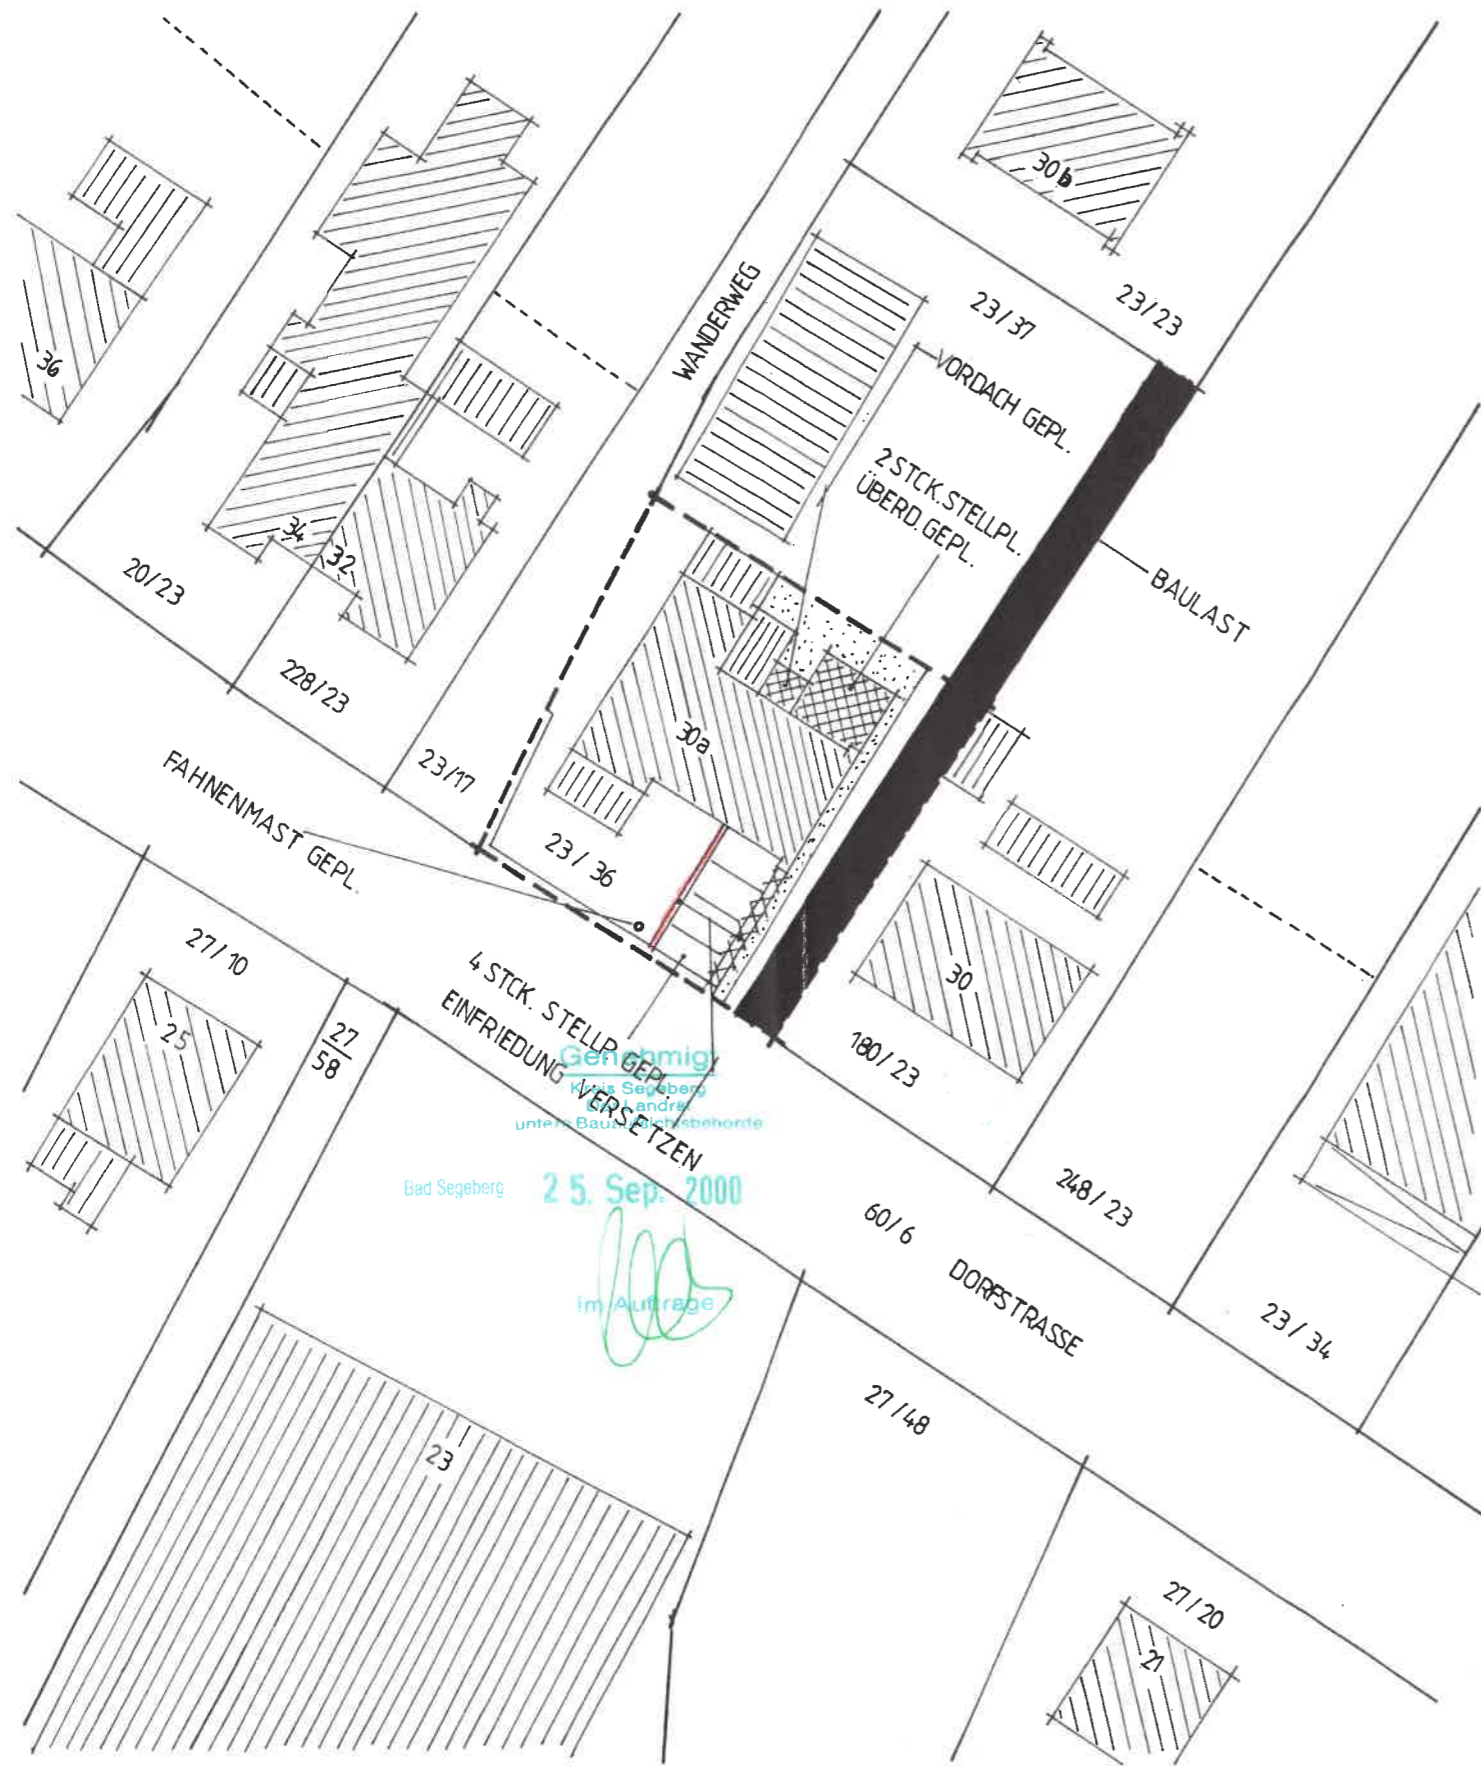 30b
36
WANDERWEG
23/37
23/23
VORDACH GEPL.
2 STCK. STELLPL.
ÜBERD. GEPL.
34
32
20/23
BAULAST
228/23
30a
23/17
FAHNENMAST GEPL.
23/36
27/10
30
25
27
58
4 STCK. STELLP. GEPL.
EINFRIEDUNG VERSETZEN
180/23
Genehmigt
Kreis Segeberg
Der Landrat
untere Bauaufsichtsbehörde
Bad Segeberg 25. Sep. 2000
Im Auftrage
248/23
60/6
DORFSTRASSE
23/34
27/48
23
27/20
21